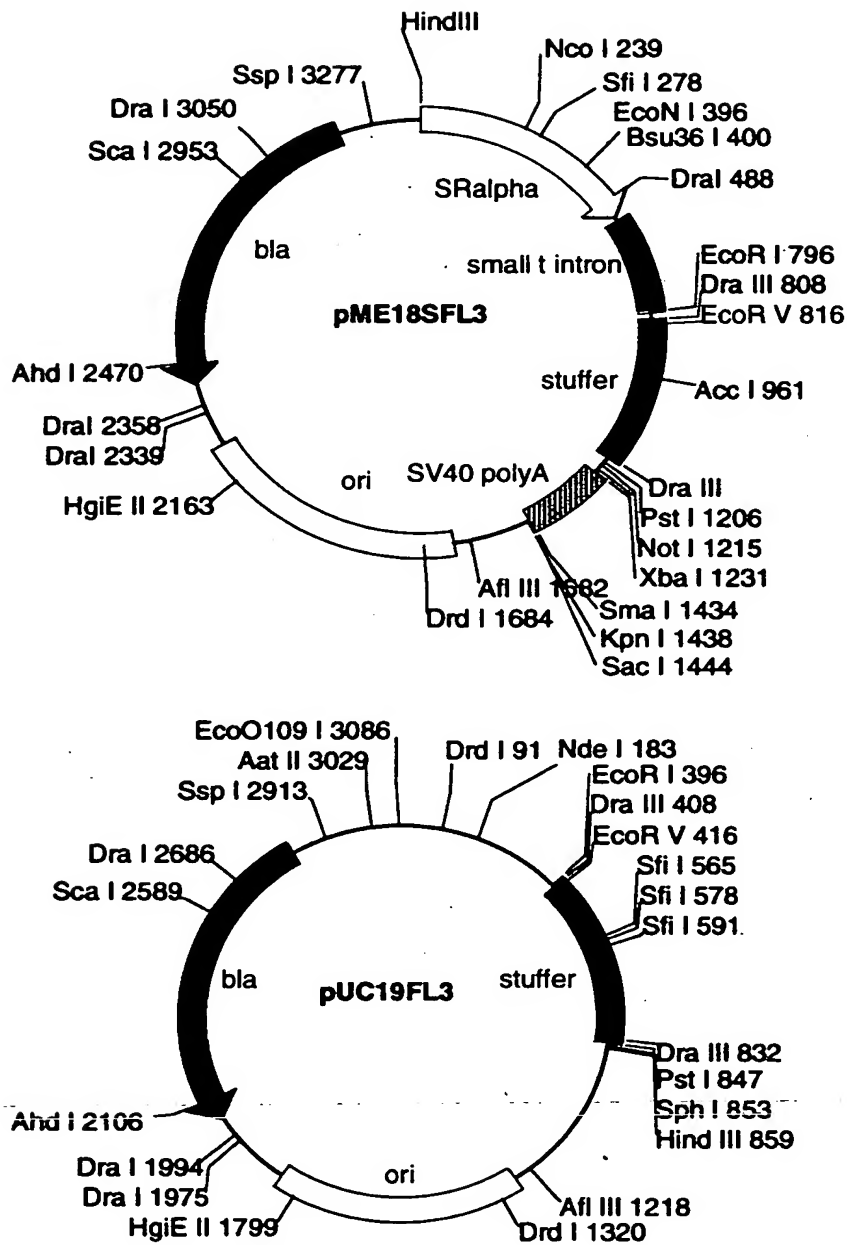 HindIII
Nco I 239
Ssp I 3277
Sfi I 278
Dra I 3050
EcoN I 396
Bsu36 I 400
Sca I 2953
SRalpha
DraI 488
bla
small t intron
EcoR I 796
Dra III 808
pME18SFL3
EcoR V 816
Ahd I 2470
stuffer
Acc I 961
DraI 2358
DraI 2339
ori
SV40 polyA
Dra III
HgiE II 2163
Pst I 1206
Not I 1215
Xba I 1231
Afl III 1682
Sma I 1434
Drd I 1684
Kpn I 1438
Sac I 1444
EcoO109 I 3086
Drd I 91
Nde I 183
Aat II 3029
EcoR I 396
Ssp I 2913
Dra III 408
EcoR V 416
Dra I 2686
Sfi I 565
Sca I 2589
Sfi I 578
Sfi I 591
bla
pUC19FL3
stuffer
Dra III 832
Pst I 847
Ahd I 2106
Sph I 853
Hind III 859
Dra I 1994
Dra I 1975
ori
HgiE II 1799
Afl III 1218
Drd I 1320